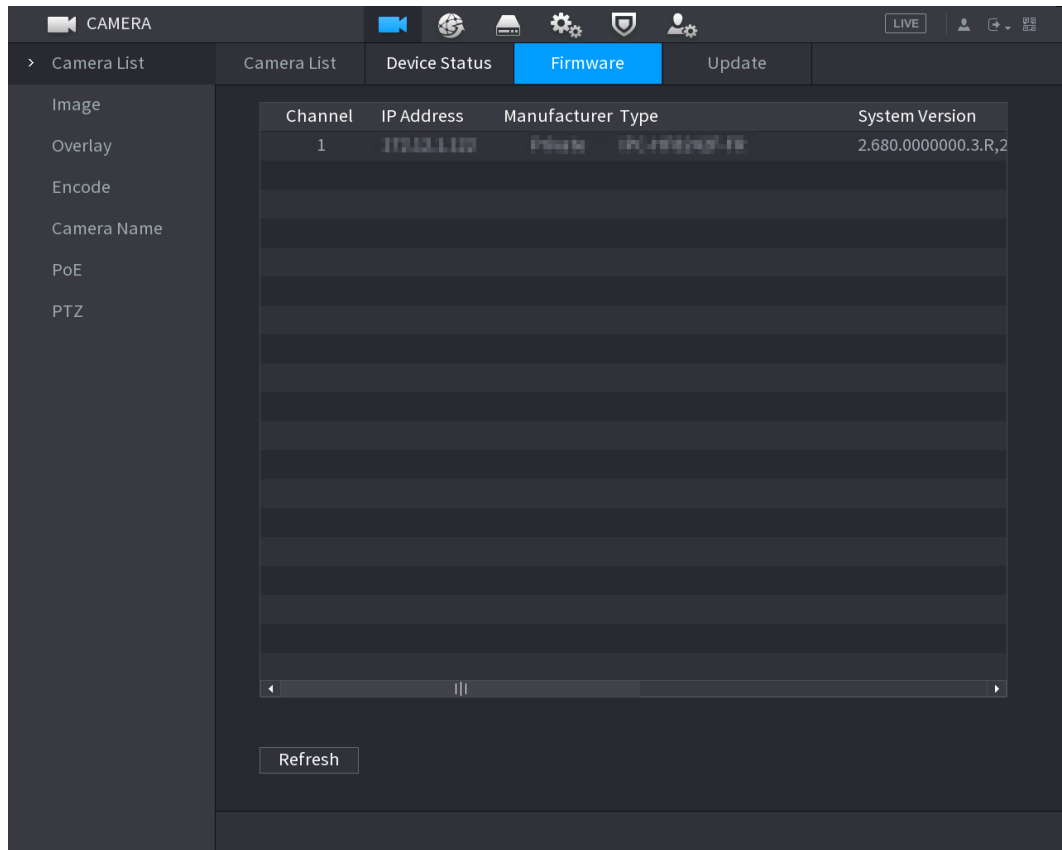 CAMERA LIVE
Camera List Camera List Device Status Firmware Update
Image
Overlay
Encode
Camera Name
PoE
PTZ
Channel IP Address Manufacturer Type System Version
1 2.680.0000000.3.R,2
Refresh